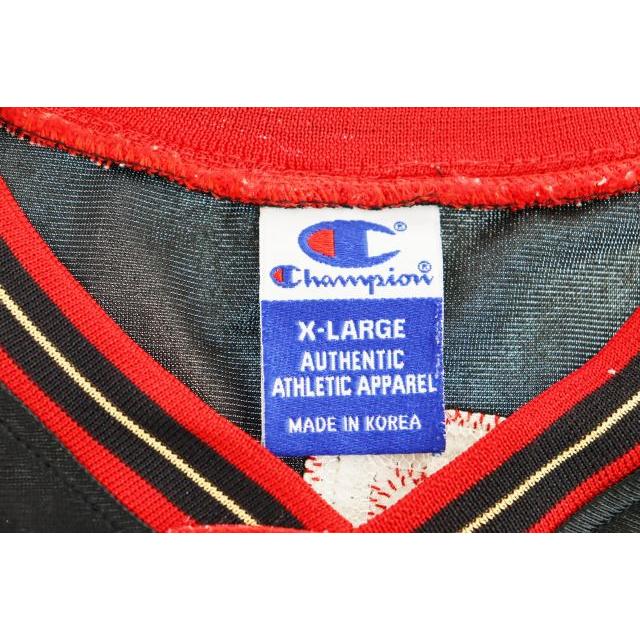 ®
Champion®
X-LARGE
AUTHENTIC
ATHLETIC APPAREL
MADE IN KOREA